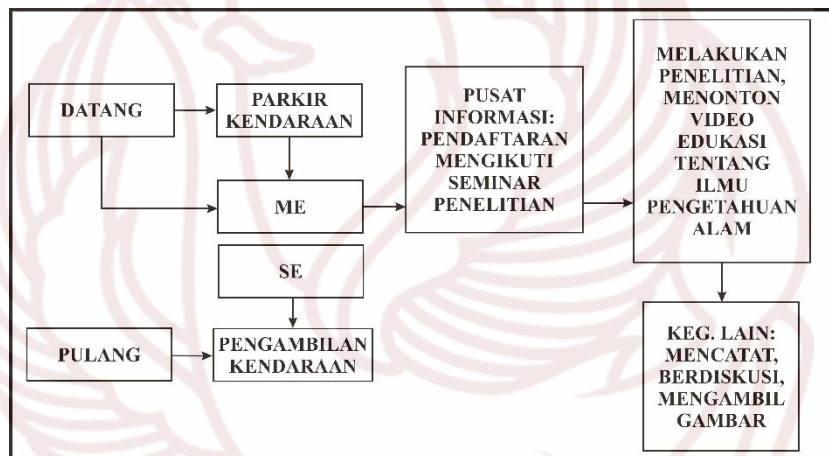 DATANG
PARKIR
KENDARAAN
ME
PUSAT
INFORMASI:
PENDAFTARAN
MENGIKUTI
SEMINAR
PENELITIAN
MELAKUKAN
PENELITIAN,
MENONTON
VIDEO
EDUKASI
TENTANG
ILMU
PENGETAHUAN
ALAM
SE
PULANG
PENGAMBILAN
KENDARAAN
KEG. LAIN:
MENCATAT,
BERDISKUSI,
MENGAMBIL
GAMBAR